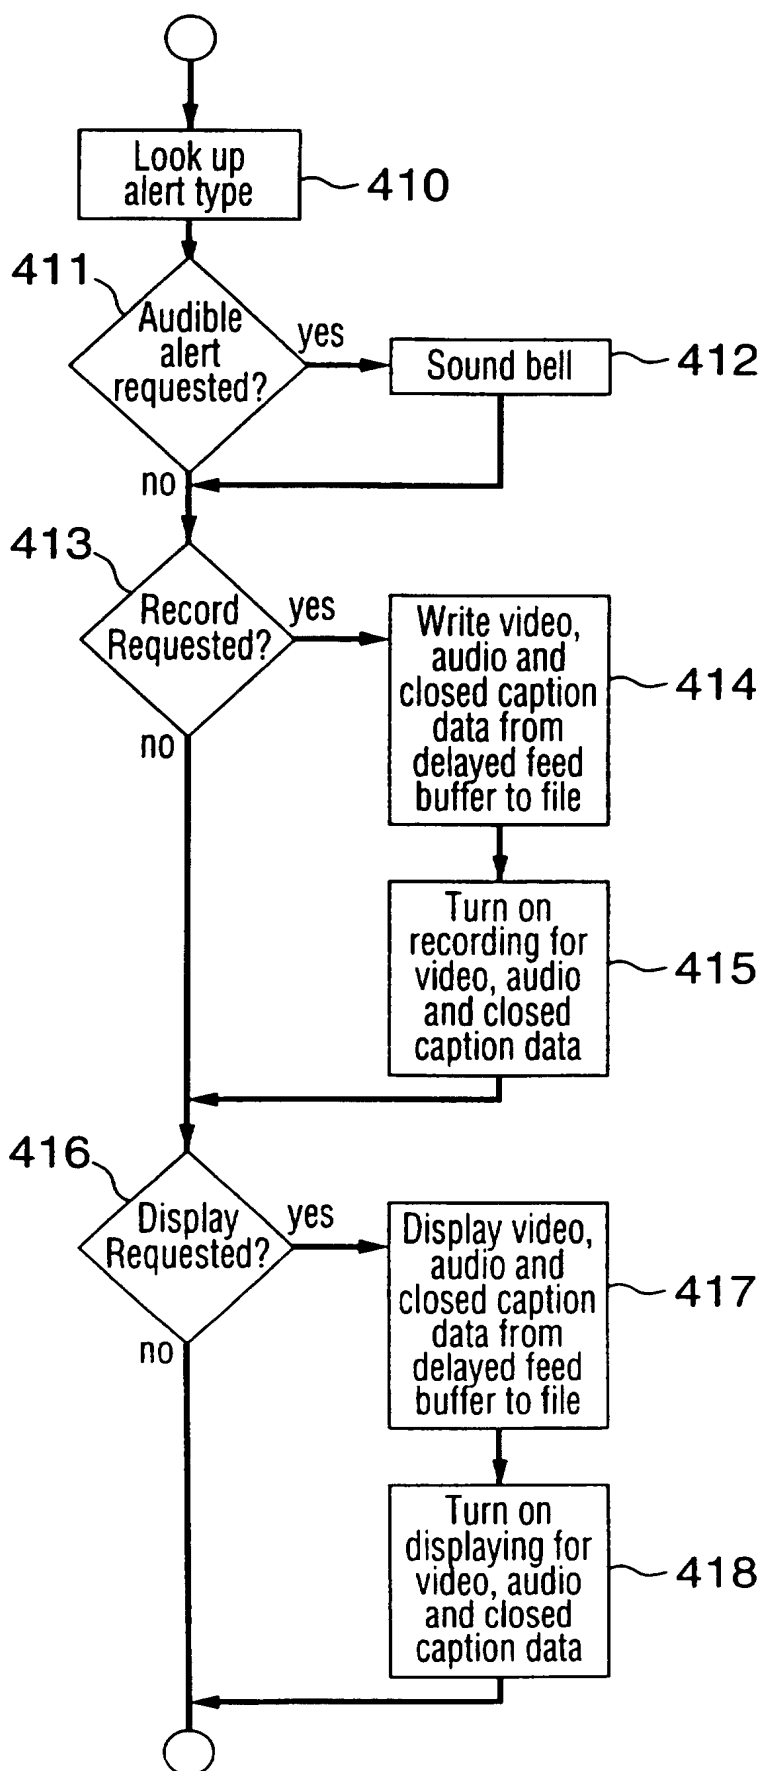 Look up
alert type
410
411
Audible
alert
requested?
yes
Sound bell
412
no
413
Record
Requested?
yes
Write video,
audio and
closed caption
data from
delayed feed
buffer to file
414
no
Turn on
recording for
video, audio
and closed
caption data
415
416
Display
Requested?
yes
Display video,
audio and
closed caption
data from
delayed feed
buffer to file
417
no
Turn on
displaying for
video, audio
and closed
caption data
418